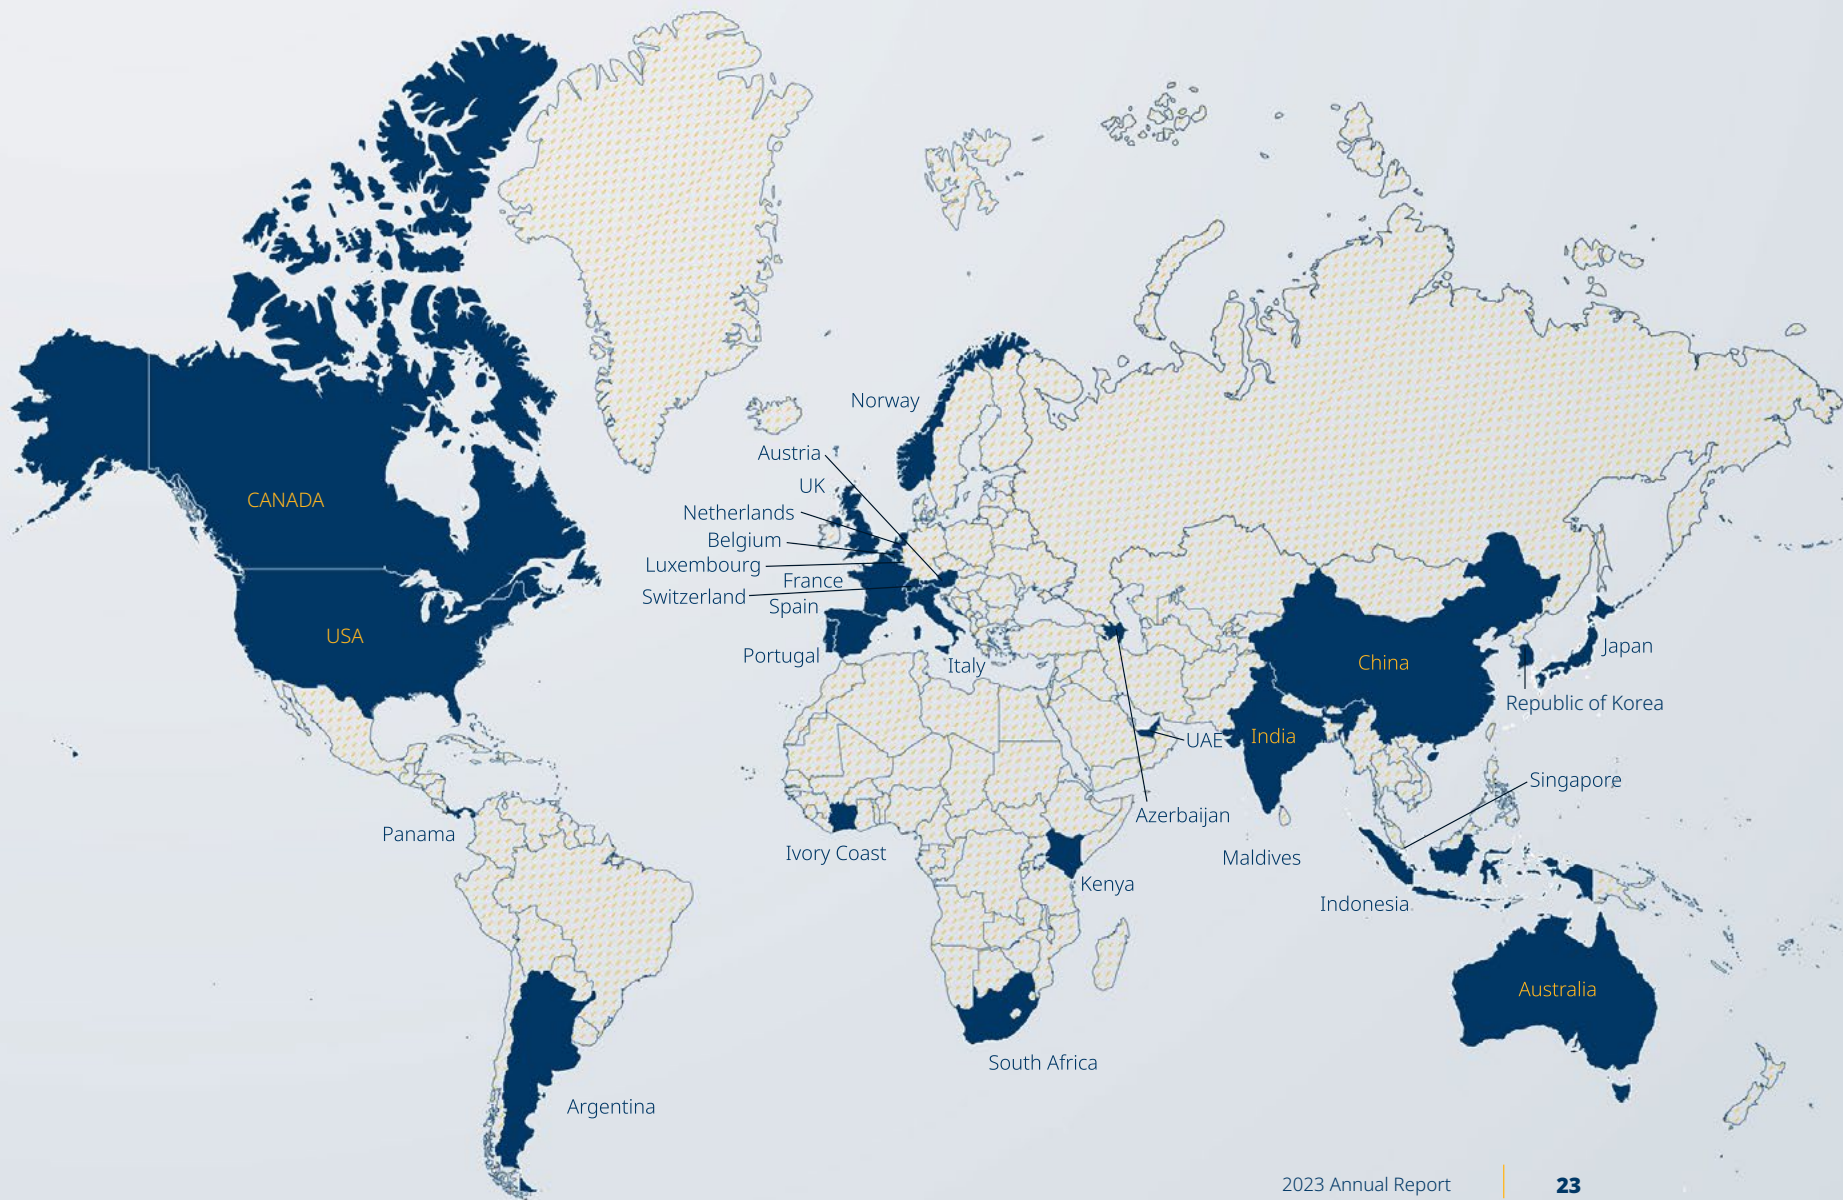 Norway
Austria
UK
CANADA
Netherlands
Belgium
Luxembourg
France
Switzerland
Spain
USA
Portugal
Italy
China
Japan
Republic of Korea
UAE
India
Singapore
Azerbaijan
Panama
Ivory Coast
Maldives
Kenya
Indonesia
Australia
South Africa
Argentina
2023 Annual Report 23